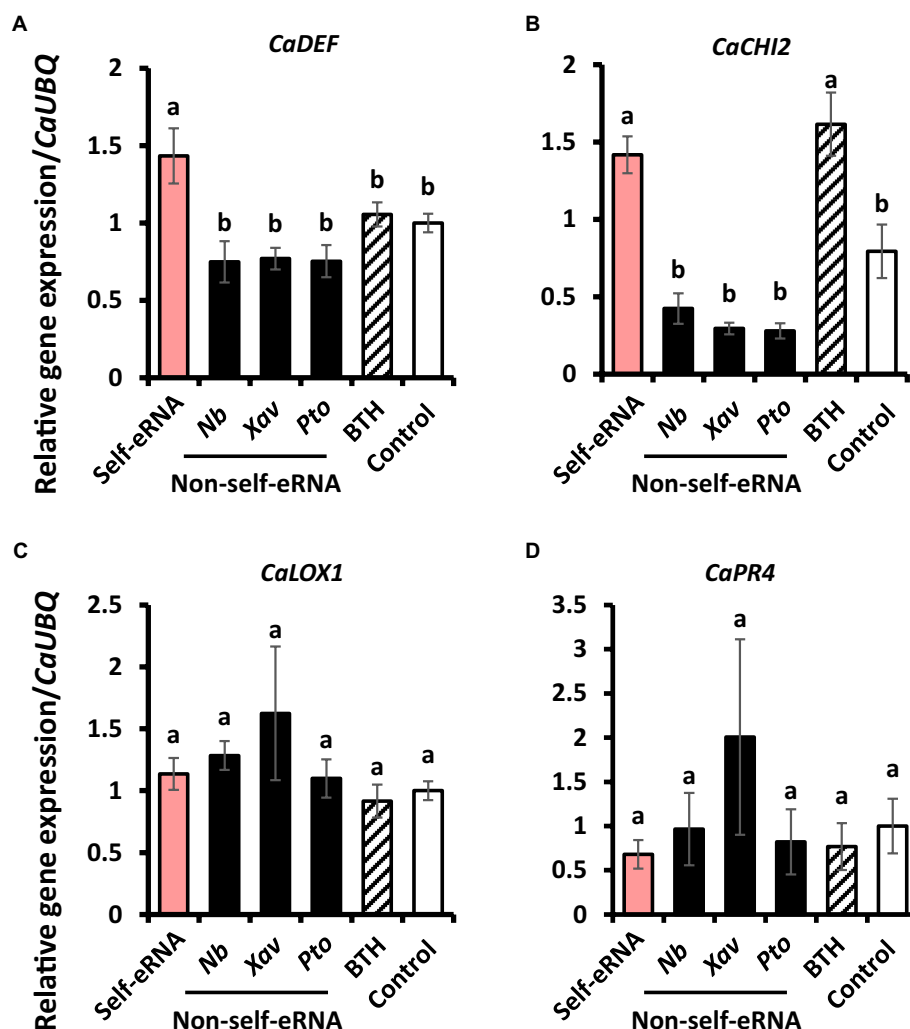 A
CaDEF
Relative gene expression/CaUBQ
2
1.5
1
0.5
0
a
b
b
b
b
b
Self-eRNA
Nb
Xav
Pto
BTH
Control
Non-self-eRNA
B
CaCHI2
2
1.5
1
0.5
0
a
b
b
b
a
b
Self-eRNA
Nb
Xav
Pto
BTH
Control
Non-self-eRNA
C
CaLOX1
Relative gene expression/CaUBQ
2.5
2
1.5
1
0.5
0
a
a
a
a
a
a
Self-eRNA
Nb
Xav
Pto
BTH
Control
Non-self-eRNA
D
CaPR4
3.5
3
2.5
2
1.5
1
0.5
0
a
a
a
a
a
a
Self-eRNA
Nb
Xav
Pto
BTH
Control
Non-self-eRNA